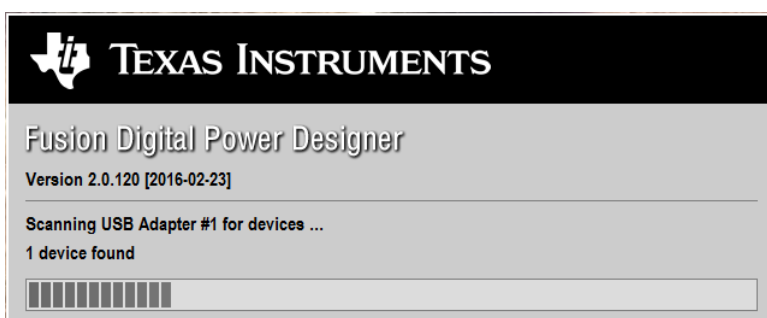 TEXAS INSTRUMENTS
Fusion Digital Power Designer
Version 2.0.120 [2016-02-23]
Scanning USB Adapter #1 for devices ...
1 device found